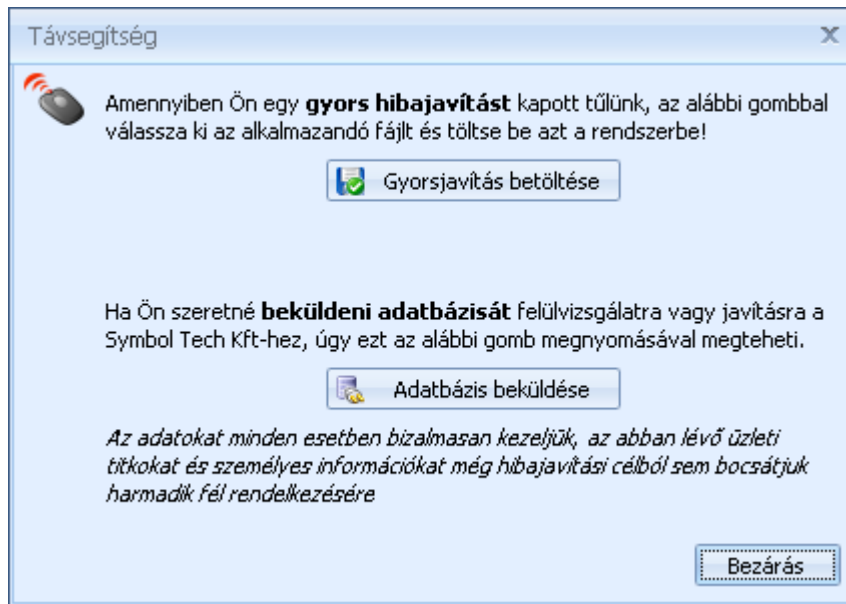 Távsegítség
Amennyiben Ön egy gyors hibajavítást kapott tőlünk, az alábbi gombbal
válassza ki az alkalmazandó fájlt és töltse be azt a rendszerbe!
Gyorsjavítás betöltése
Ha Ön szeretné beküldeni adatbázisát felülvizsgálatra vagy javításra a
Symbol Tech Kft-hez, úgy ezt az alábbi gomb megnyomásával megteheti.
Adatbázis beküldése
Az adatokat minden esetben bizalmasan kezeljük, az abban lévő üzleti
titkokat és személyes információkat még hibajavítási célból sem bocsátjuk
harmadik fél rendelkezésére
Bezárás